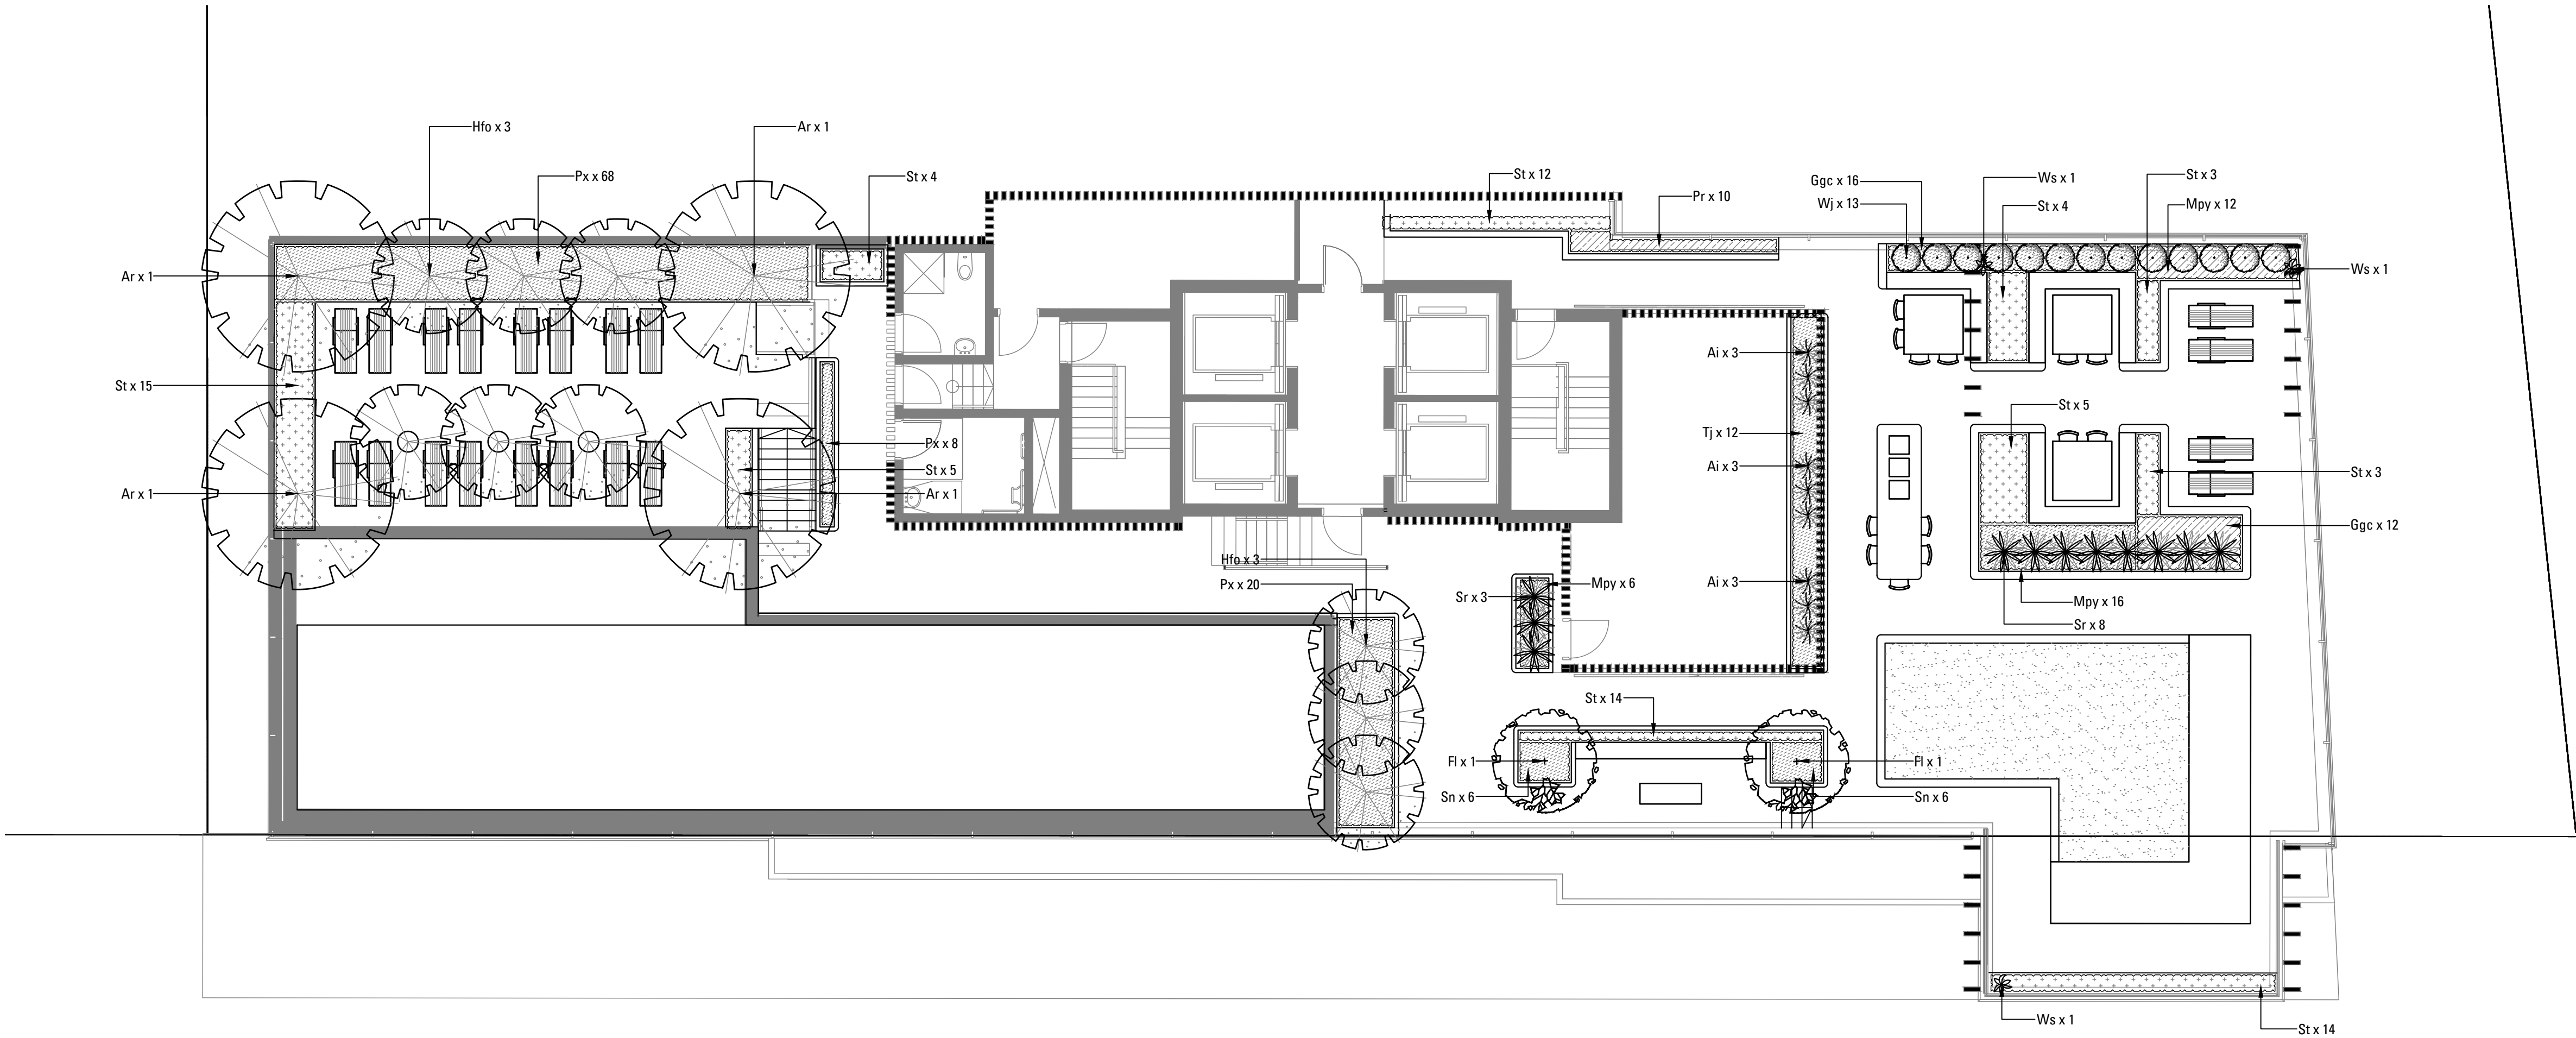 Hfo x 3
Ar x 1
Px x 68
St x 4
St x 12
Pr x 10
Ggc x 16
Wj x 13
Ws x 1
St x 4
St x 3
Mpy x 12
Ar x 1
Ws x 1
St x 15
Ai x 3
St x 5
Px x 8
Tj x 12
St x 5
Ai x 3
St x 3
Ar x 1
Ar x 1
Ggc x 12
Hfo x 3
Px x 20
Sr x 3
Mpy x 6
Ai x 3
Mpy x 16
Sr x 8
St x 14
Fl x 1
Fl x 1
Sn x 6
Sn x 6
Ws x 1
St x 14